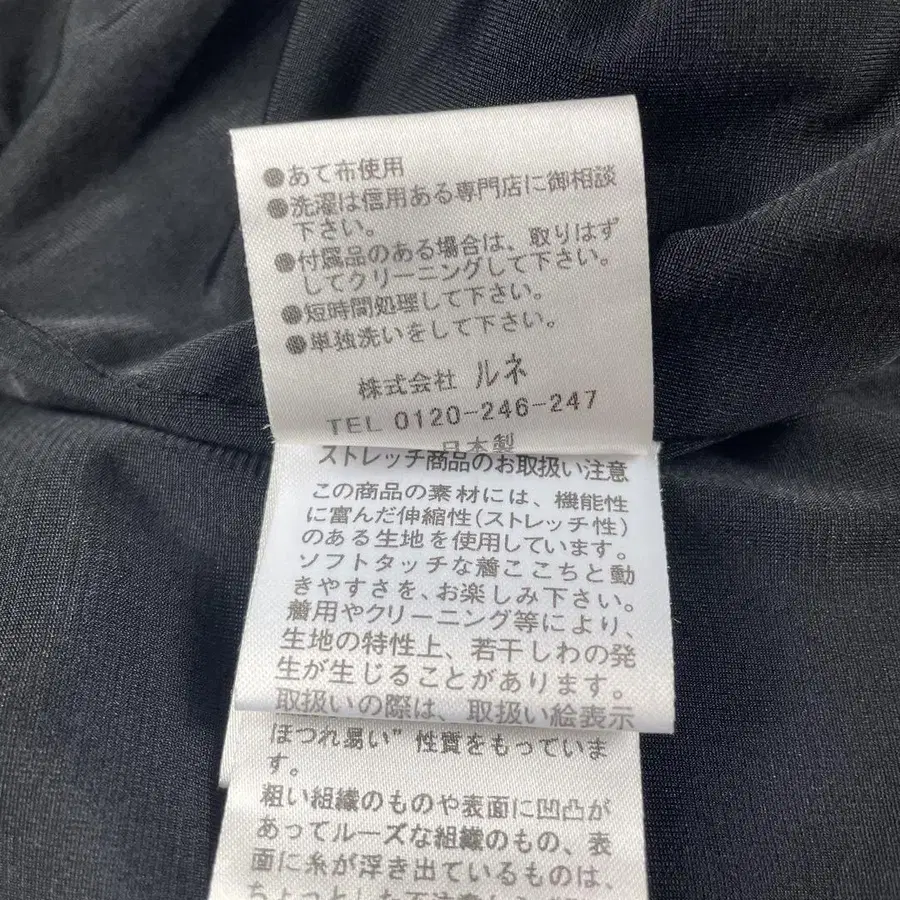 ●あて布使用
●洗濯は信用ある専門店に御相談
下さい。
●付属品のある場合は、取りはず
してクリーニングして下さい。
●短時間処理して下さい。
●単独洗いをして下さい。
株式会社 ルネ
TEL 0120-246-247
日本製
ストレッチ商品のお取扱い注意
この商品の素材には、機能性
に富んだ伸縮性(ストレッチ性)
のある生地を使用しています。
ソフトタッチな着ここちと動
きやすさを、お楽しみ下さい。
着用やクリーニング等により、
生地の特性上、若干しわの発
生が生じることがあります。
取扱いの際は、取扱い絵表示
ほつれ易い”性質をもっていま
す。
粗い組織のものや表面に凹凸が
あってルーズな組織のもの、表
面に糸が浮き出ているものは、
ちょっとした不注意から